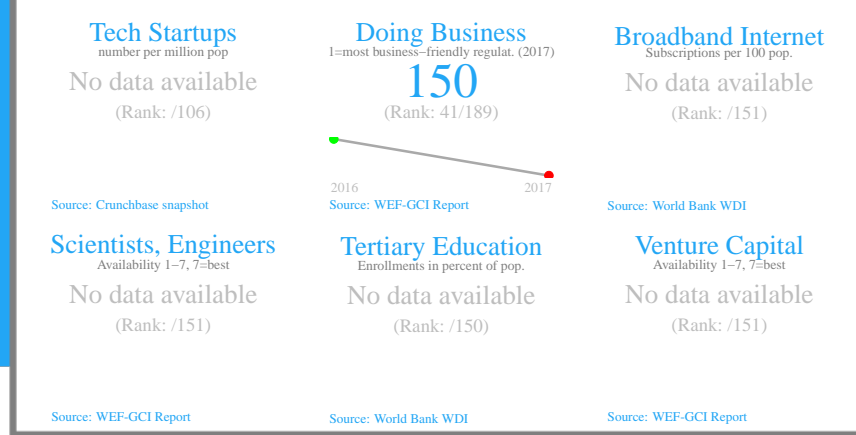 Tech Startups
number per million pop
No data available
(Rank: /106)
Source: Crunchbase snapshot
Doing Business
1=most business−friendly regulat. (2017)
150
(Rank: 41/189)
2016
2017
Source: WEF-GCI Report
Broadband Internet
Subscriptions per 100 pop.
No data available
(Rank: /151)
Source: World Bank WDI
Scientists, Engineers
Availability 1−7, 7=best
No data available
(Rank: /151)
Source: WEF-GCI Report
Tertiary Education
Enrollments in percent of pop.
No data available
(Rank: /150)
Source: World Bank WDI
Venture Capital
Availability 1−7, 7=best
No data available
(Rank: /151)
Source: WEF-GCI Report